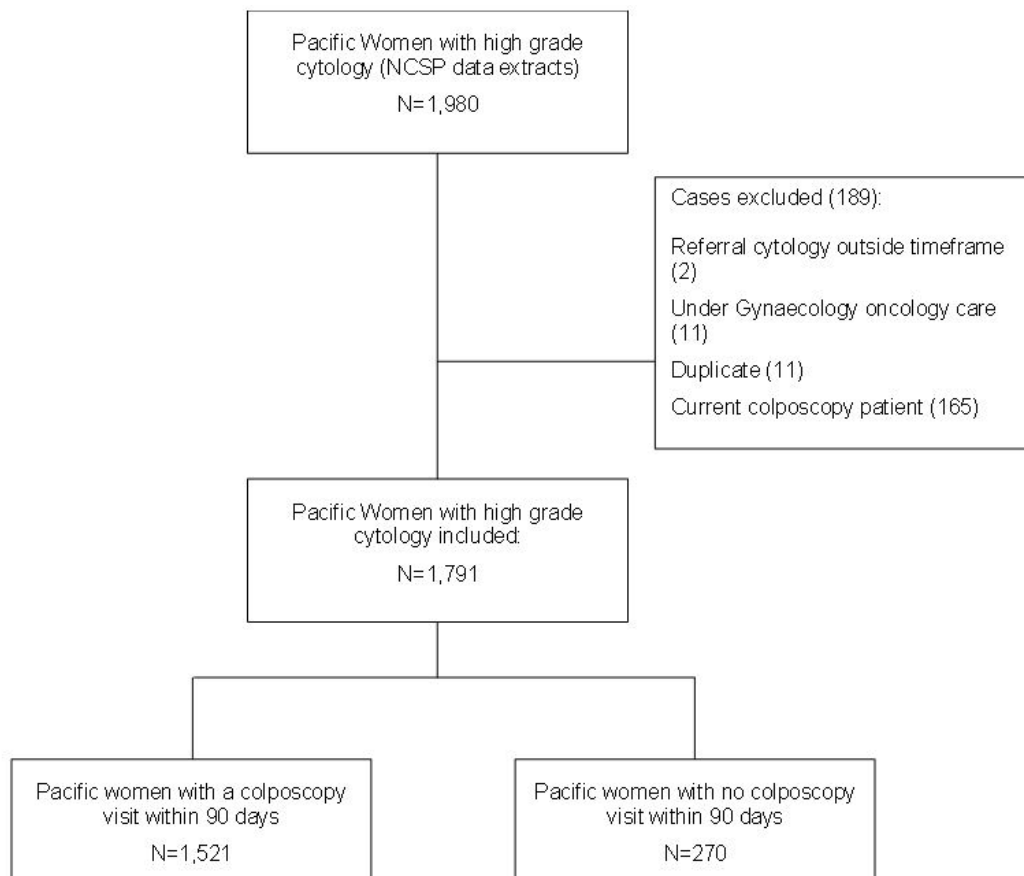 Pacific Women with high grade
cytology (NCSP data extracts)
N=1,980
Cases excluded (189):
Referral cytology outside timeframe
(2)
Under Gynaecology oncology care
(11)
Duplicate (11)
Current colposcopy patient (165)
Pacific Women with high grade
cytology included:
N=1,791
Pacific women with a colposcopy
visit within 90 days
N=1,521
Pacific women with no colposcopy
visit within 90 days
N=270